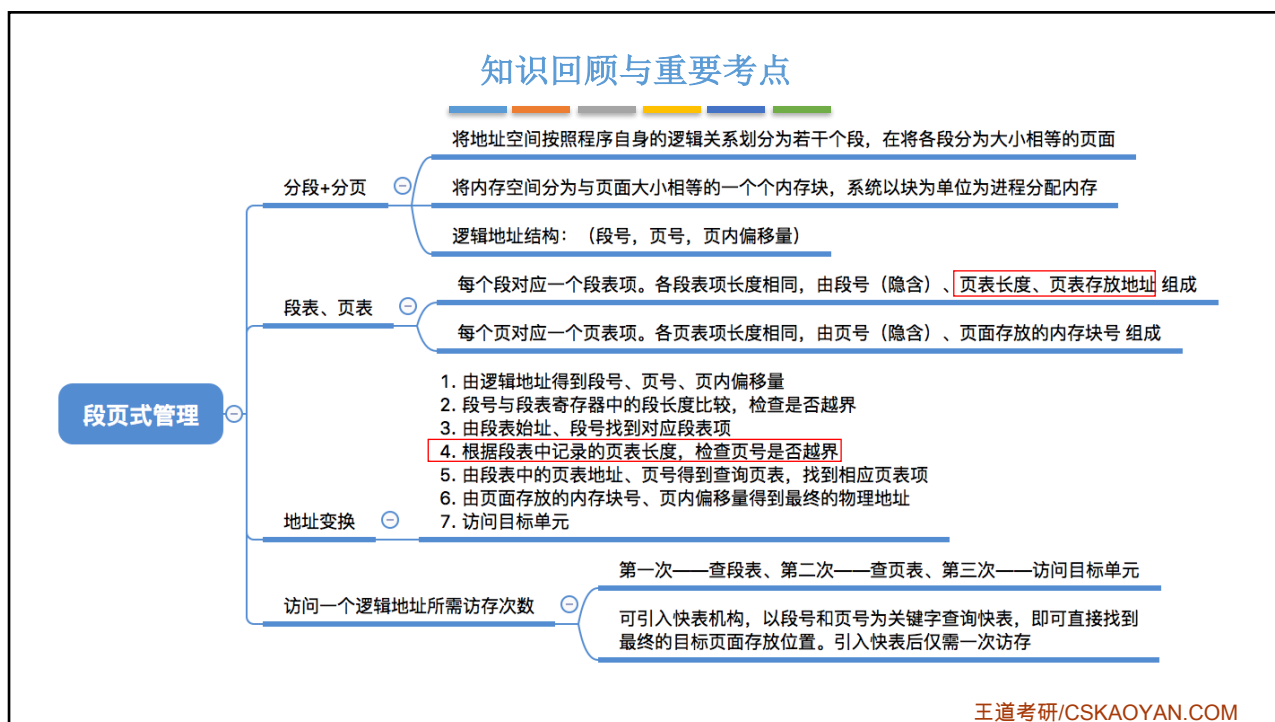 知识回顾与重要考点
将地址空间按照程序自身的逻辑关系划分为若干个段，在将各段分为大小相等的页面
分段+分页
将内存空间分为与页面大小相等的一个个内存块，系统以块为单位为进程分配内存
逻辑地址结构：（段号，页号，页内偏移量）
每个段对应一个段表项。各段表项长度相同，由段号（隐含）、页表长度、页表存放地址 组成
段表、页表
每个页对应一个页表项。各页表项长度相同，由页号（隐含）、页面存放的内存块号 组成
段页式管理
1. 由逻辑地址得到段号、页号、页内偏移量
2. 段号与段表寄存器中的段长度比较，检查是否越界
3. 由段表始址、段号找到对应段表项
4. 根据段表中记录的页表长度，检查页号是否越界
5. 由段表中的页表地址、页号得到查询页表，找到相应页表项
6. 由页面存放的内存块号、页内偏移量得到最终的物理地址
7. 访问目标单元
地址变换
第一次——查段表、第二次——查页表、第三次——访问目标单元
访问一个逻辑地址所需访存次数
可引入快表机构，以段号和页号为关键字查询快表，即可直接找到
最终的目标页面存放位置。引入快表后仅需一次访存
王道考研/CSKAOYAN.COM